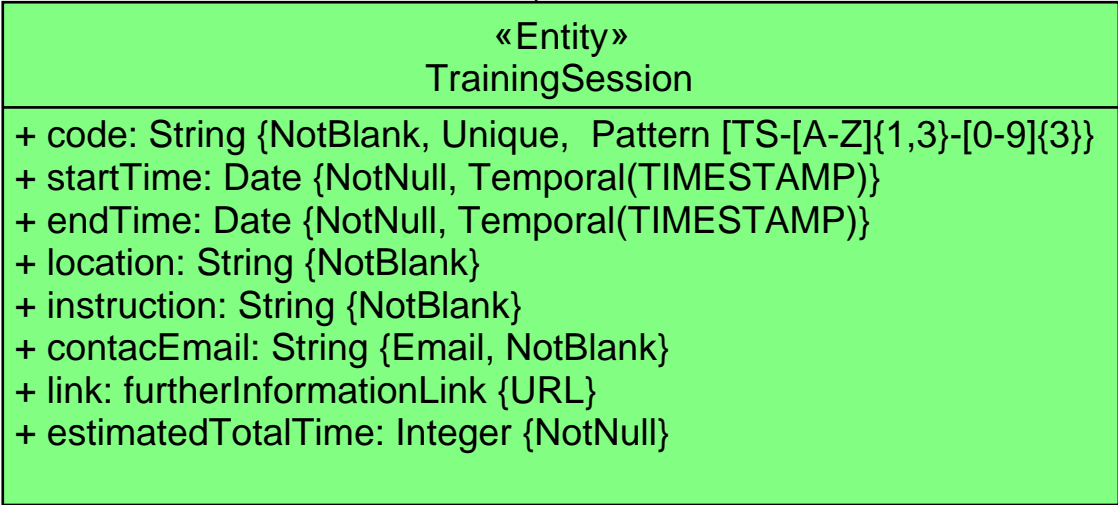 «Entity»
TrainingSession
+ code: String {NotBlank, Unique,  Pattern [TS-[A-Z]{1,3}-[0-9]{3}}
+ startTime: Date {NotNull, Temporal(TIMESTAMP)}
+ endTime: Date {NotNull, Temporal(TIMESTAMP)}
+ location: String {NotBlank}
+ instruction: String {NotBlank}
+ contacEmail: String {Email, NotBlank}
+ link: furtherInformationLink {URL}
+ estimatedTotalTime: Integer {NotNull}